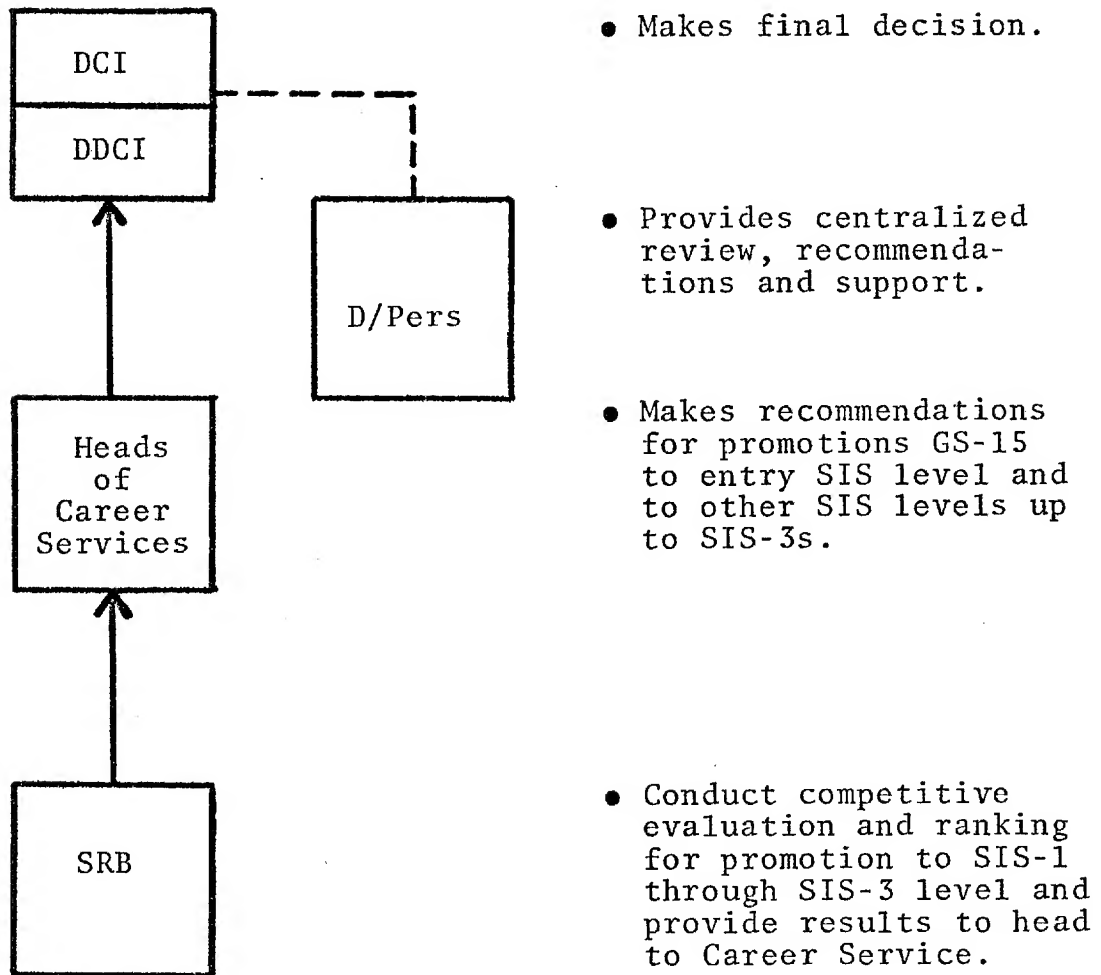 DCI
DDCI
● Makes final decision.
D/Pers
● Provides centralized
review, recommenda-
tions and support.
Heads
of
Career
Services
● Makes recommendations
for promotions GS-15
to entry SIS level and
to other SIS levels up
to SIS-3s.
SRB
● Conduct competitive
evaluation and ranking
for promotion to SIS-1
through SIS-3 level and
provide results to head
to Career Service.